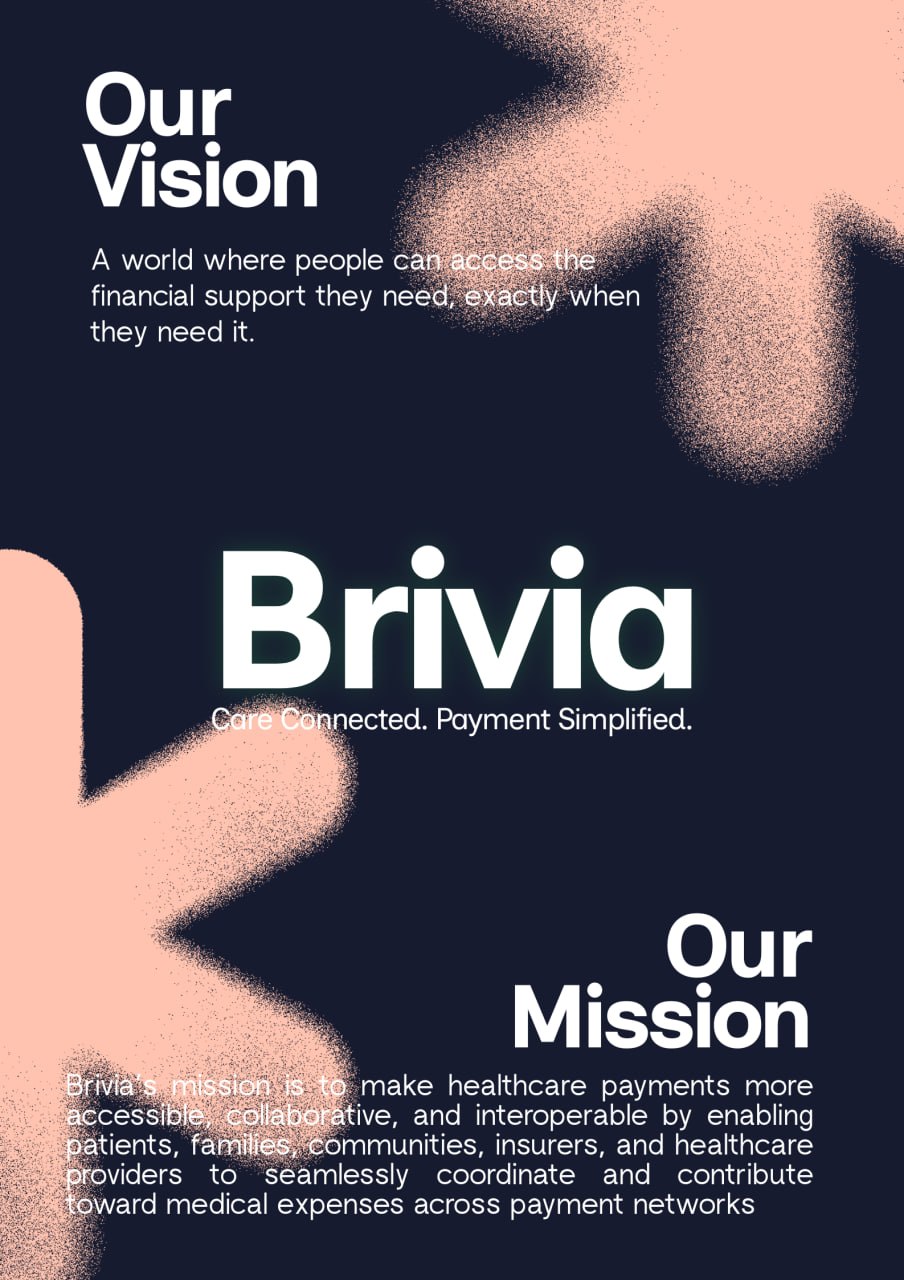 Our
Vision
A world where people can access the
financial support they need, exactly when
they need it.
Brivia
Care Connected. Payment Simplified.
Our
Mission
Brivia's mission is to make healthcare payments more
accessible, collaborative, and interoperable by enabling
patients, families, communities, insurers, and healthcare
providers to seamlessly coordinate and contribute
toward medical expenses across payment networks